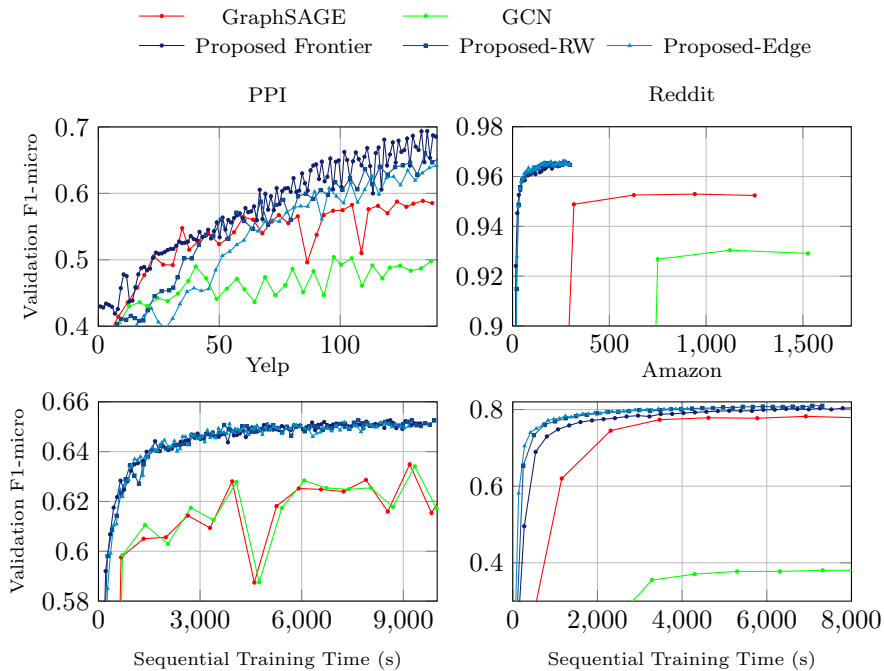 GraphSAGE GCN
Proposed Frontier Proposed-RW Proposed-Edge
PPI Reddit
Validation F1-micro
0.7
0.6
0.5
0.4
0 50 100
0.98
0.96
0.94
0.92
0.9
0 500 1,000 1,500
Yelp Amazon
Validation F1-micro
0.66
0.64
0.62
0.6
0.58
0 3,000 6,000 9,000
0.8
0.6
0.4
0 2,000 4,000 6,000 8,000
Sequential Training Time (s) Sequential Training Time (s)